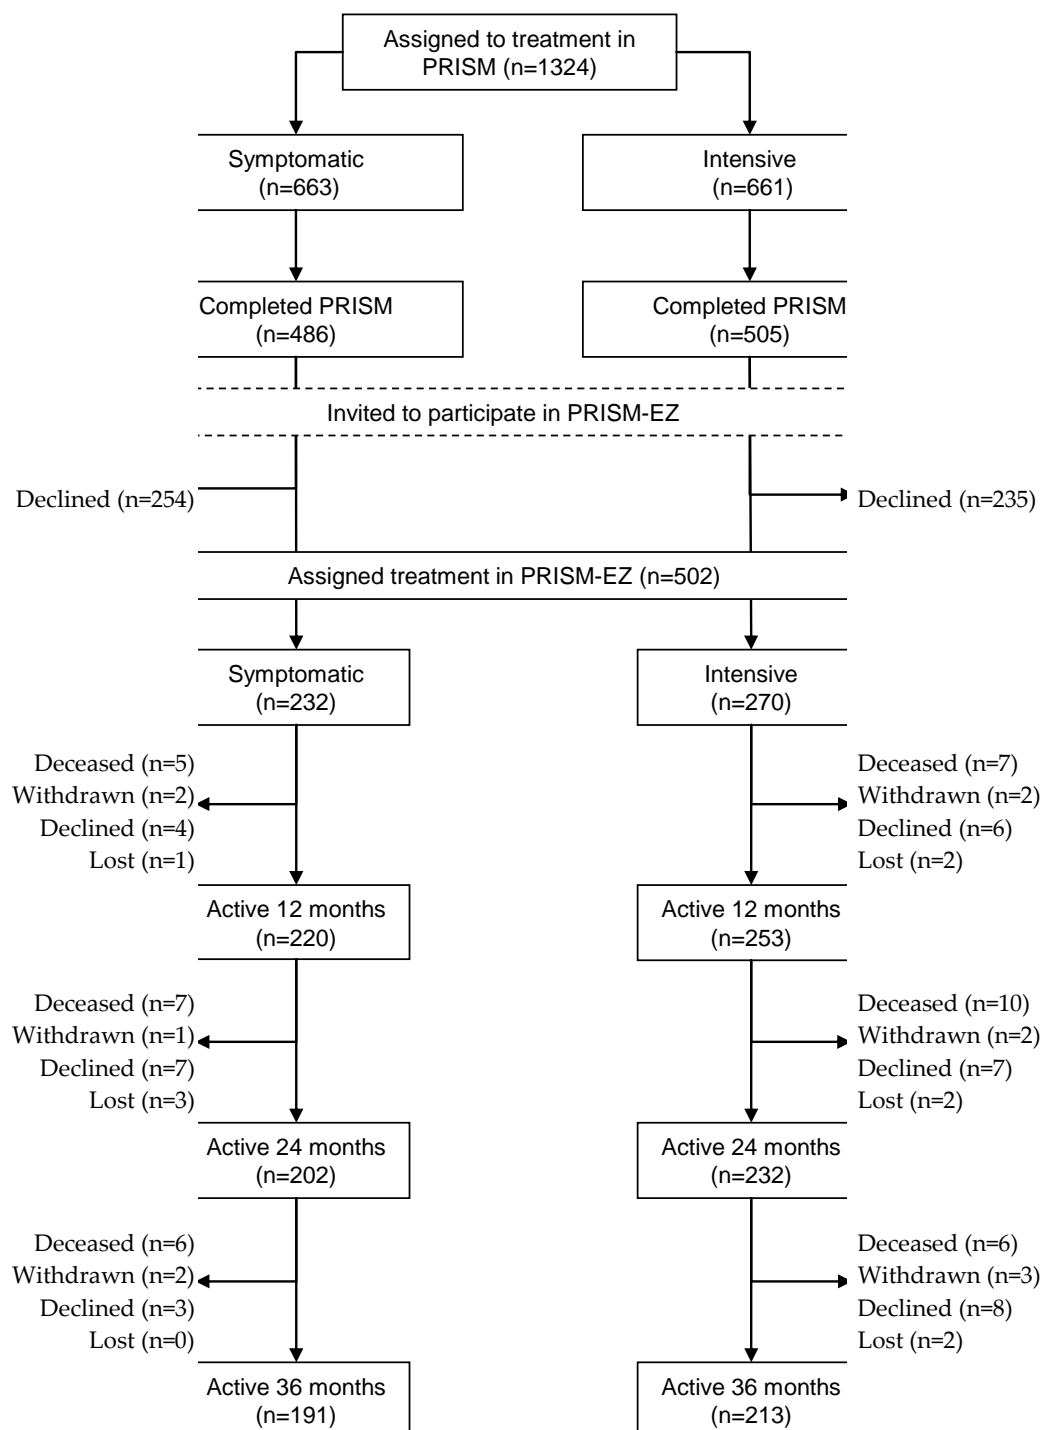 Assigned to treatment in
PRISM (n=1324)
Symptomatic
(n=663)
Intensive
(n=661)
Completed PRISM
(n=486)
Completed PRISM
(n=505)
Invited to participate in PRISM-EZ
Declined (n=254)
Declined (n=235)
Assigned treatment in PRISM-EZ (n=502)
Symptomatic
(n=232)
Intensive
(n=270)
Deceased (n=5)
Withdrawn (n=2)
Declined (n=4)
Lost (n=1)
Deceased (n=7)
Withdrawn (n=2)
Declined (n=6)
Lost (n=2)
Active 12 months
(n=220)
Active 12 months
(n=253)
Deceased (n=7)
Withdrawn (n=1)
Declined (n=7)
Lost (n=3)
Deceased (n=10)
Withdrawn (n=2)
Declined (n=7)
Lost (n=2)
Active 24 months
(n=202)
Active 24 months
(n=232)
Deceased (n=6)
Withdrawn (n=2)
Declined (n=3)
Lost (n=0)
Deceased (n=6)
Withdrawn (n=3)
Declined (n=8)
Lost (n=2)
Active 36 months
(n=191)
Active 36 months
(n=213)